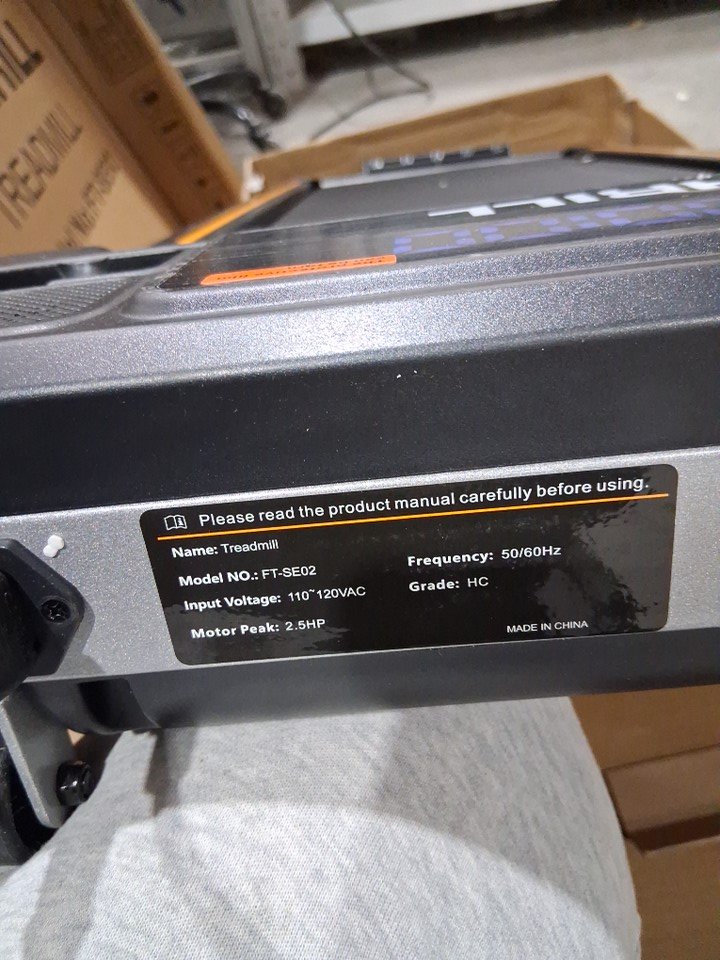 TREADMILL
Please read the product manual carefully before using.
Name: Treadmill
Model NO.: FT-SE02
Input Voltage: 110~120VAC
Motor Peak: 2.5HP
Frequency: 50/60Hz
Grade: HC
MADE IN CHINA